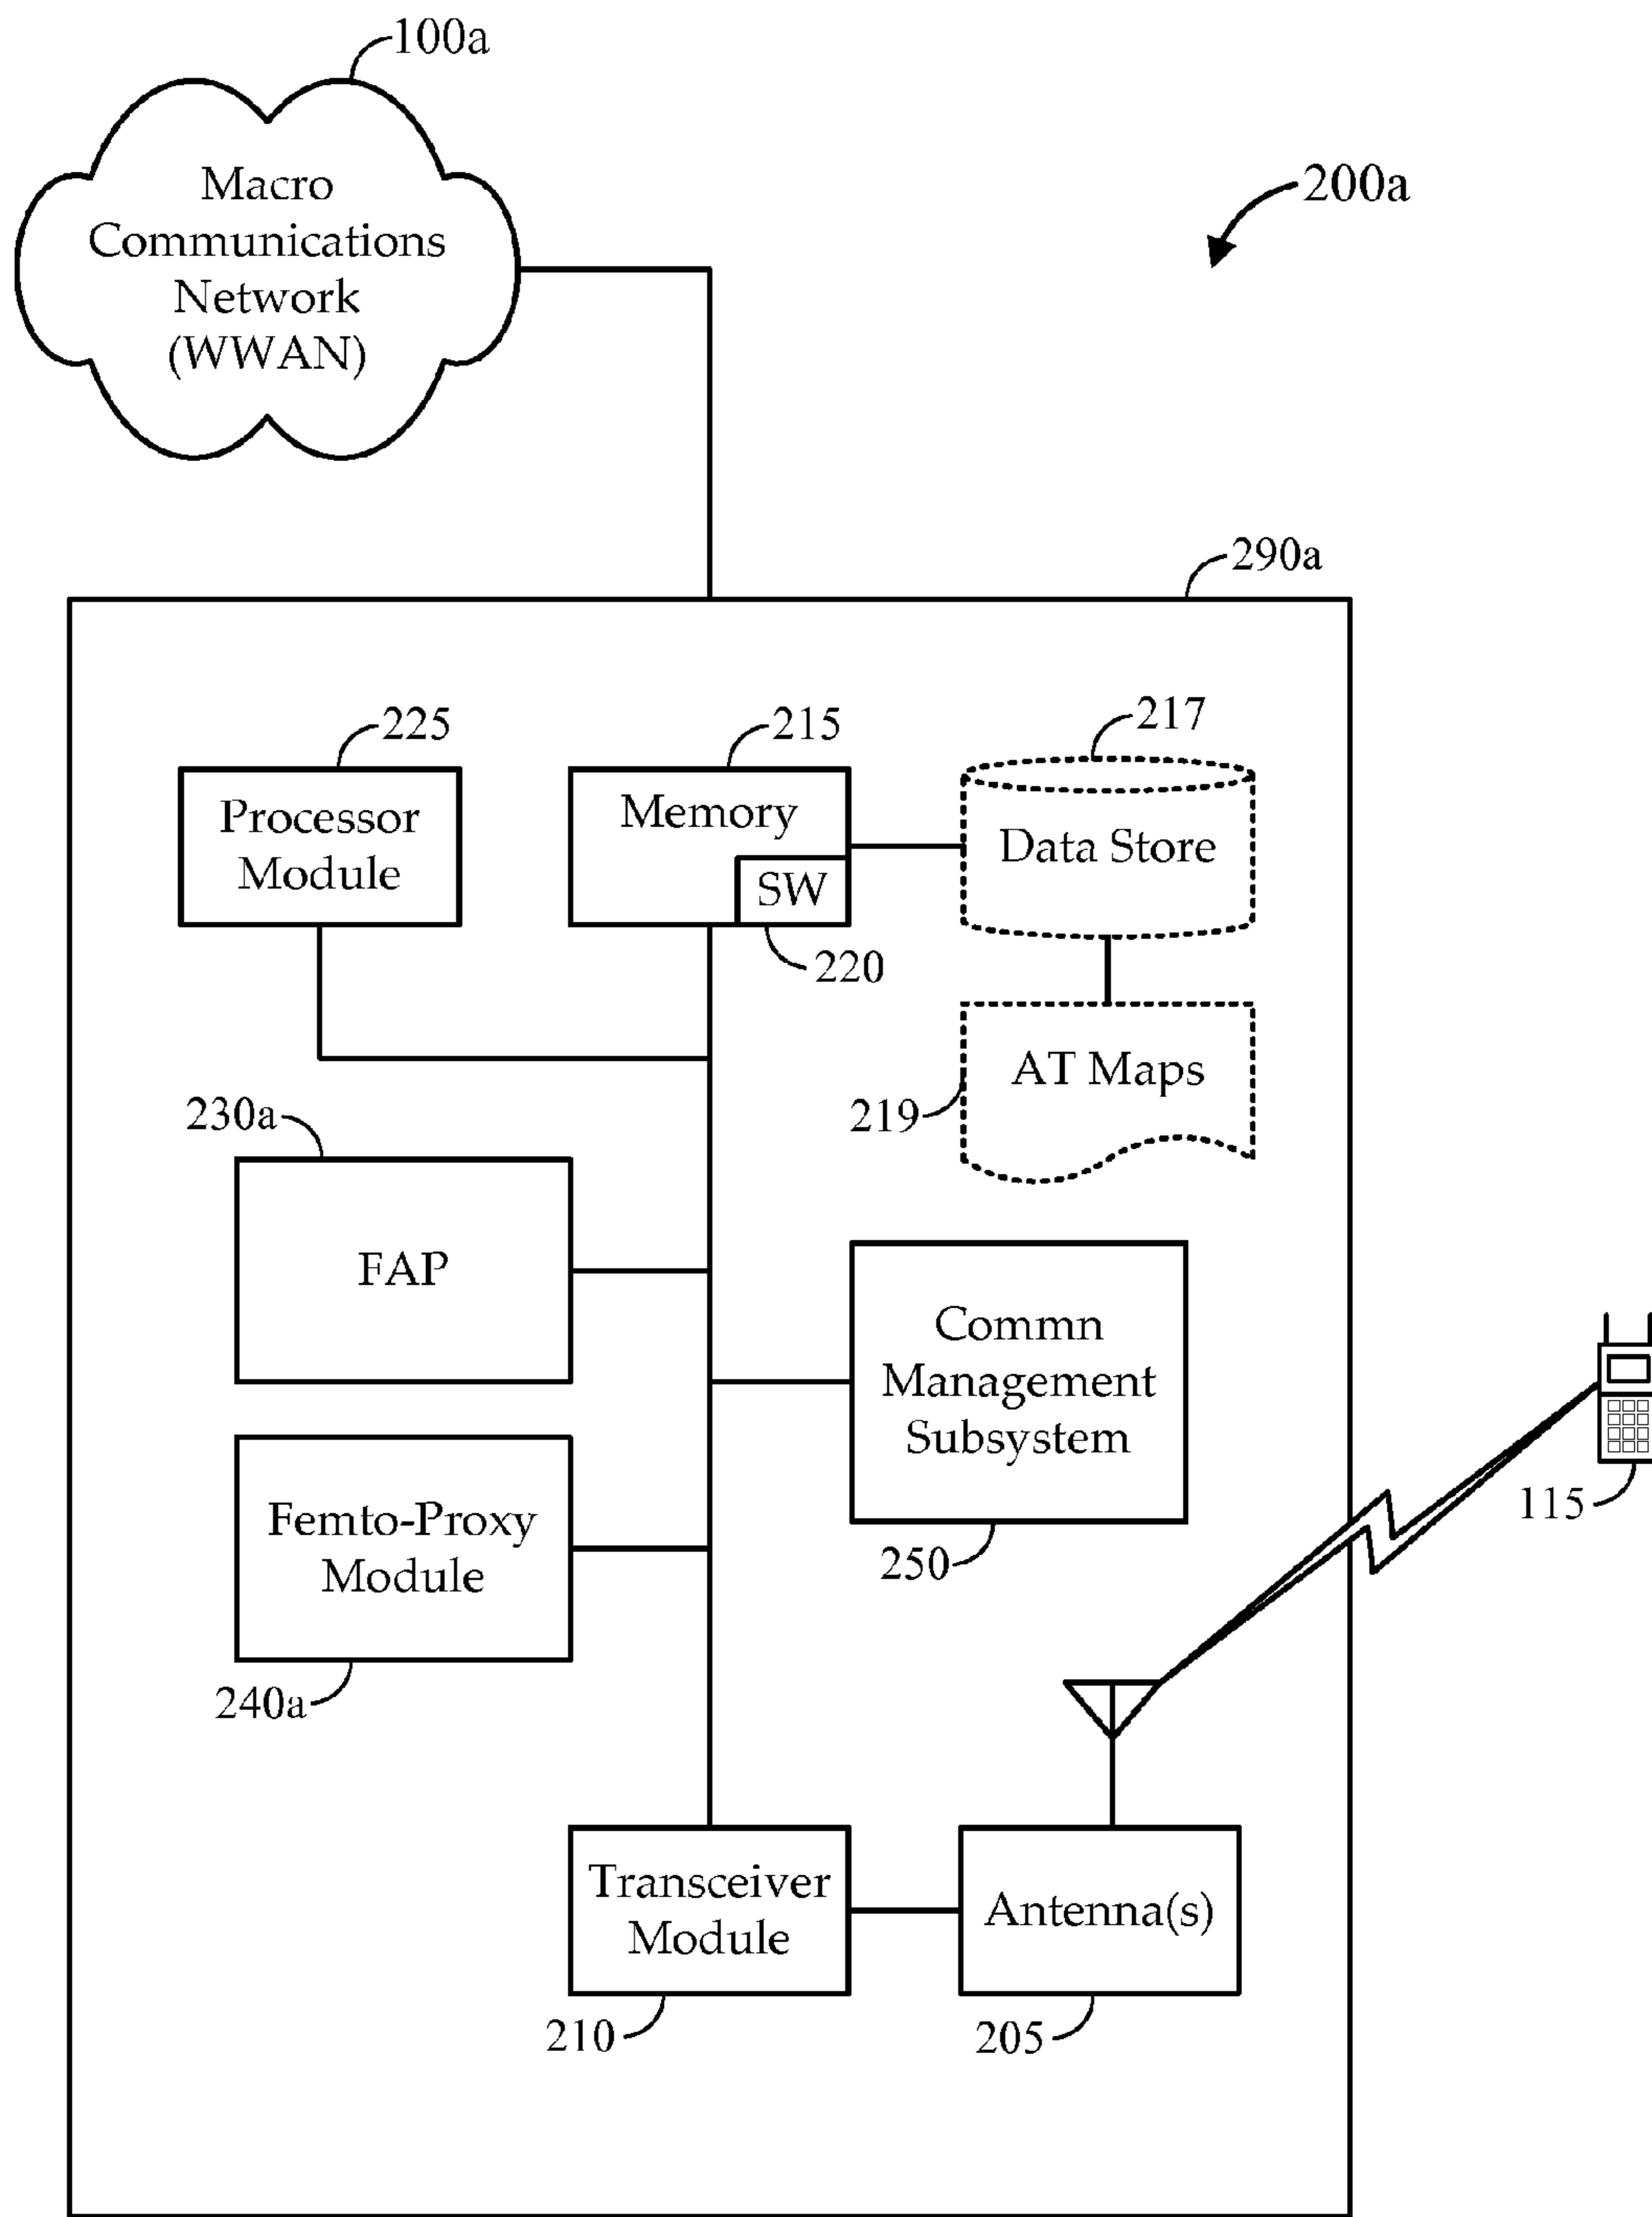 100a
Macro
Communications
Network
(WWAN)
200a
290a
225
215
217
Processor
Module
Memory
SW
Data Store
220
AT Maps
219
230a
FAP
Commn
Management
Subsystem
250
115
Femto-Proxy
Module
240a
Transceiver
Module
Antenna(s)
210
205